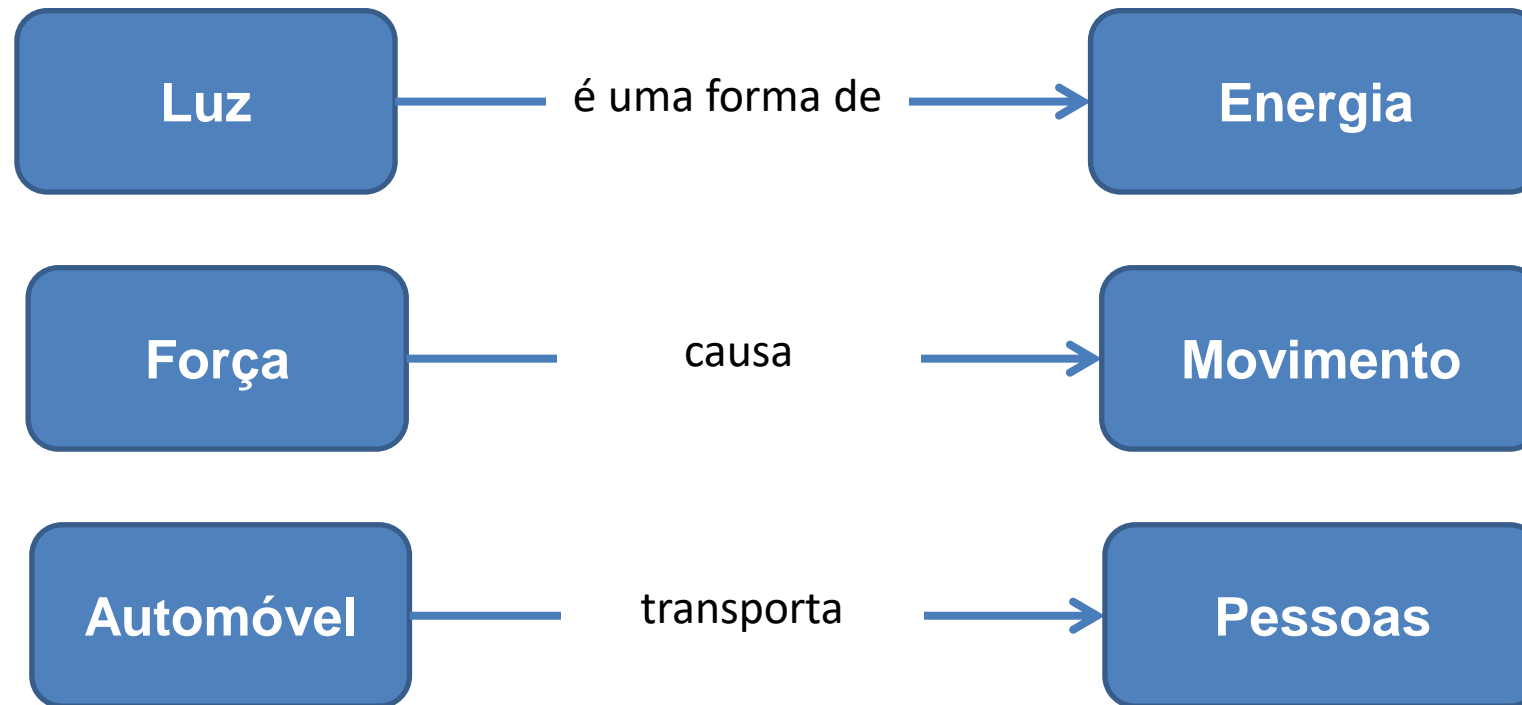 Luz é uma forma de Energia
Força causa Movimento
Automóvel transporta Pessoas